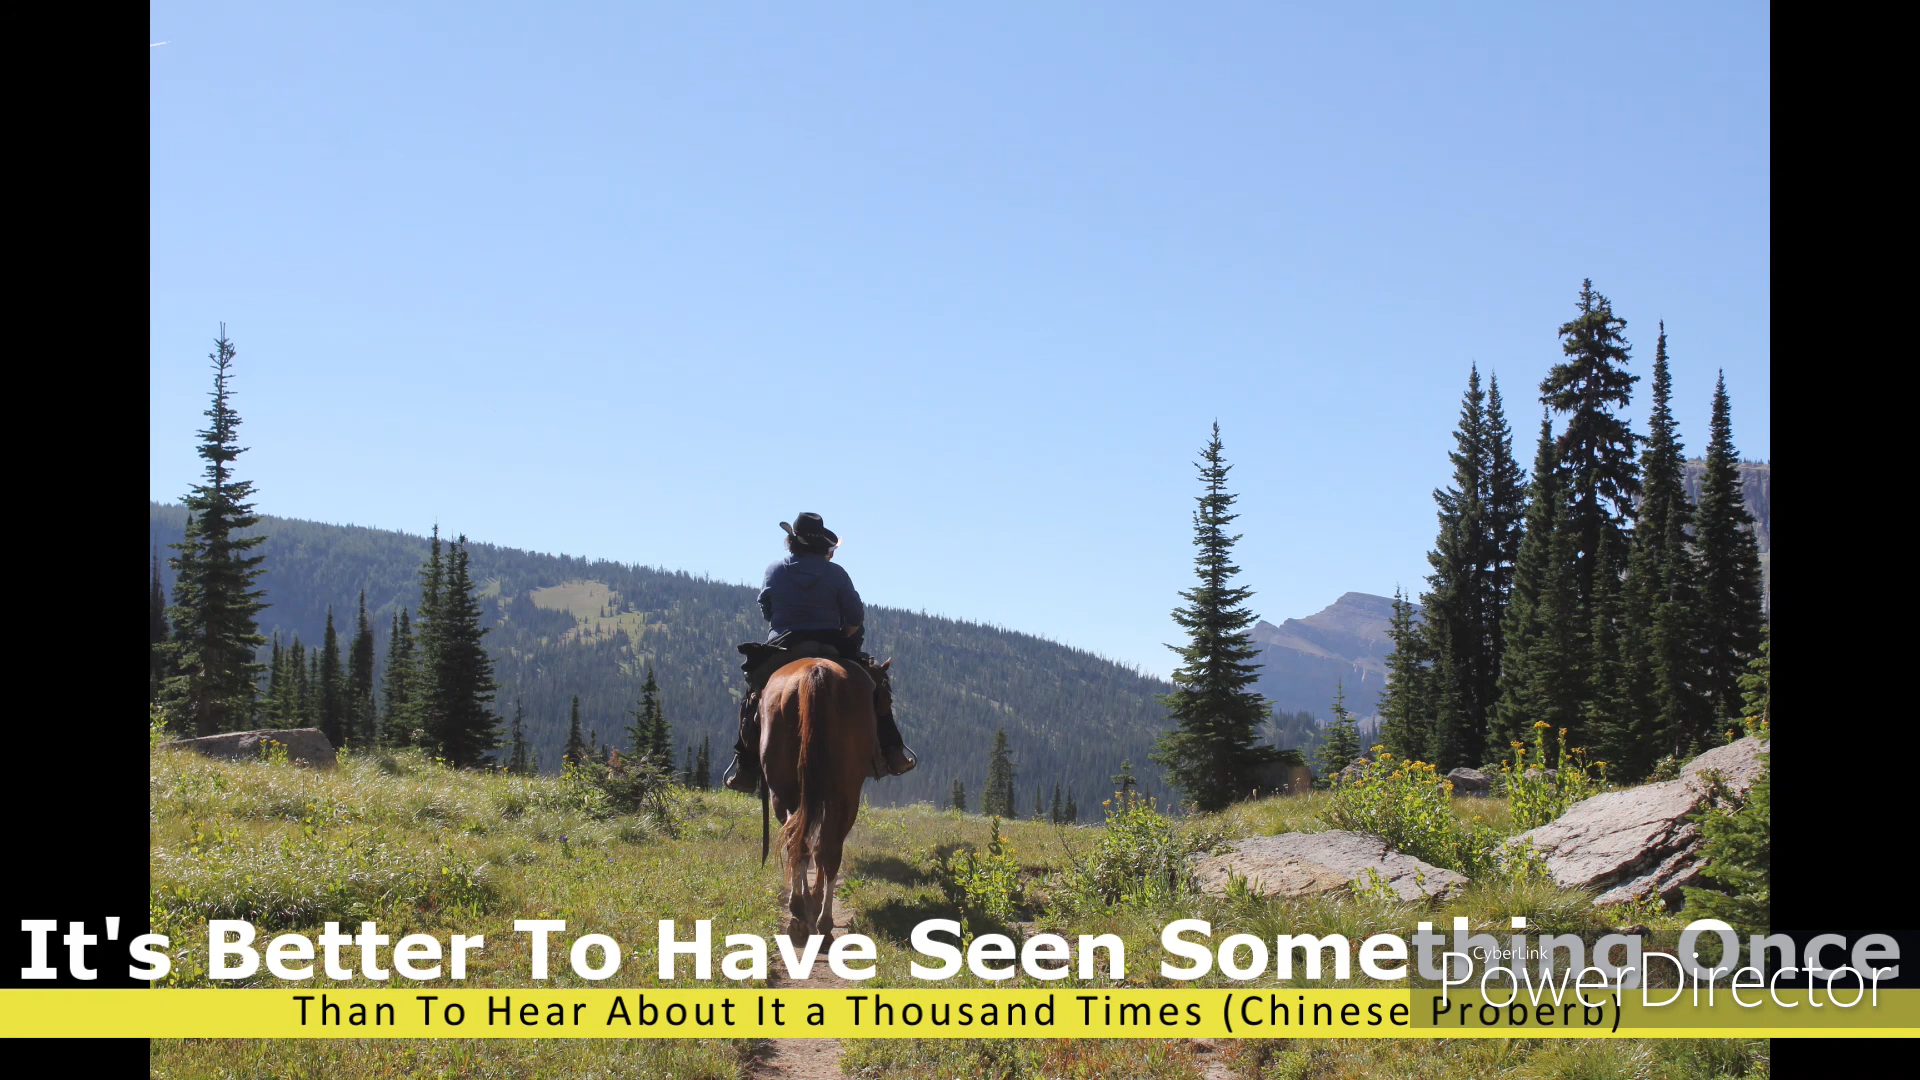 It's Better To Have Seen Something Once
CyberLink
PowerDirector
Than To Hear About It a Thousand Times (Chinese Proberb)